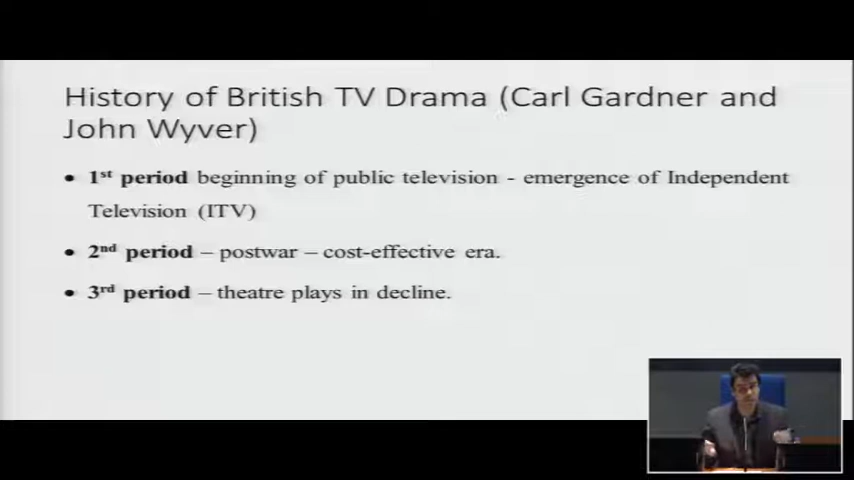 History of British TV Drama (Carl Gardner and
John Wyver)
• 1st period beginning of public television - emergence of Independent
Television (ITV)
• 2nd period – postwar – cost-effective era.
• 3rd period – theatre plays in decline.